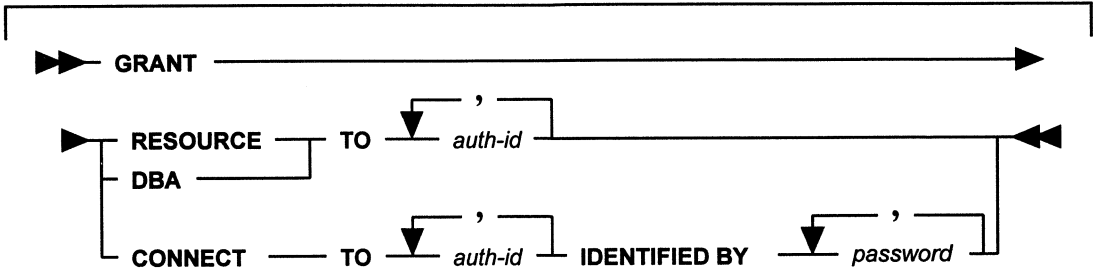 GRANT
,
RESOURCE TO auth-id
DBA
, ,
CONNECT TO auth-id IDENTIFIED BY password